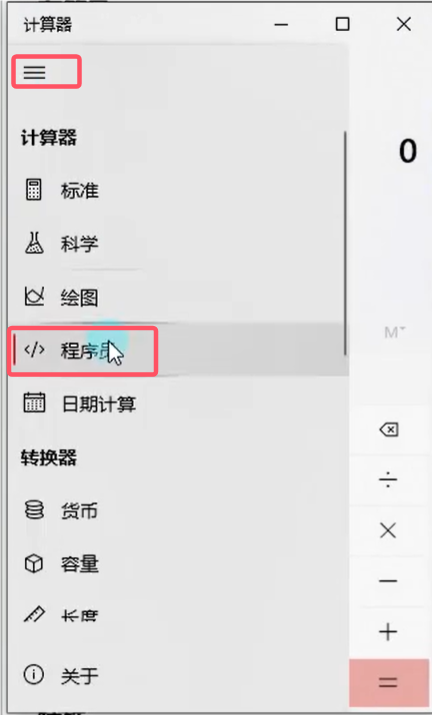 计算器
计算器
0
标准
科学
绘图
M
程序员
日期计算
转换器
货币
÷
容量
×
−
长度
+
关于
=